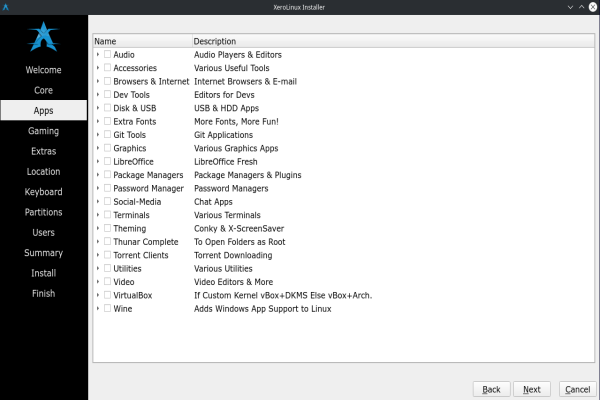 XeroLinux Installer
Welcome
Core
Apps
Gaming
Extras
Location
Keyboard
Partitions
Users
Summary
Install
Finish
Name Description
Audio Audio Players & Editors
Accessories Various Useful Tools
Browsers & Internet Internet Browsers & E-mail
Dev Tools Editors for Devs
Disk & USB USB & HDD Apps
Extra Fonts More Fonts, More Fun!
Git Tools Git Applications
Graphics Various Graphics Apps
LibreOffice LibreOffice Fresh
Package Managers Package Managers & Plugins
Password Manager Password Managers
Social-Media Chat Apps
Terminals Various Terminals
Theming Conky & X-ScreenSaver
Thunar Complete To Open Folders as Root
Torrent Clients Torrent Downloading
Utilities Various Utilities
Video Video Editors & More
VirtualBox If Custom Kernel vBox+DKMS Else vBox+Arch.
Wine Adds Windows App Support to Linux
Back Next Cancel